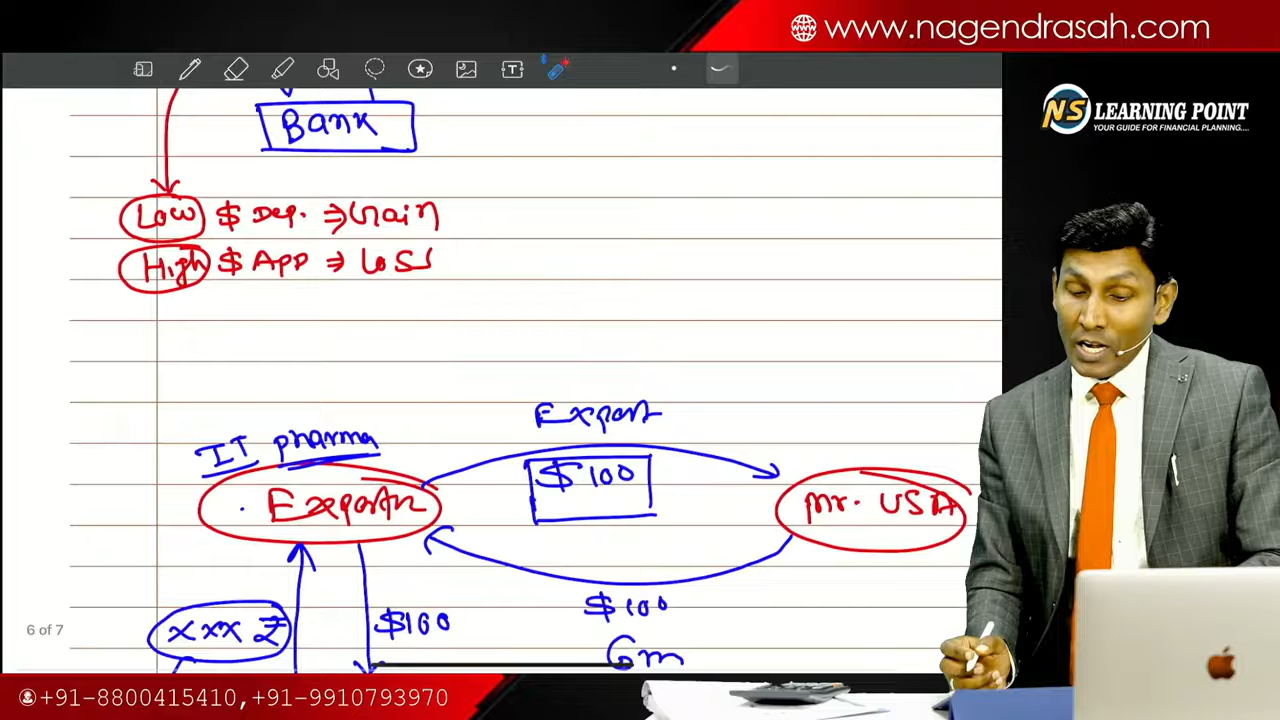 www.nagendrasah.com
NS LEARNING POINT
YOUR GUIDE FOR FINANCIAL PLANNING....
Bank
Low $ Dep. ⇒ Gain
High $ App ⇒ Loss
Export
IT pharma
$100
Exporter
Mr. USA
$100
xxx ₹
$100
6m
6 of 7
+91-8800415410,+91-9910793970